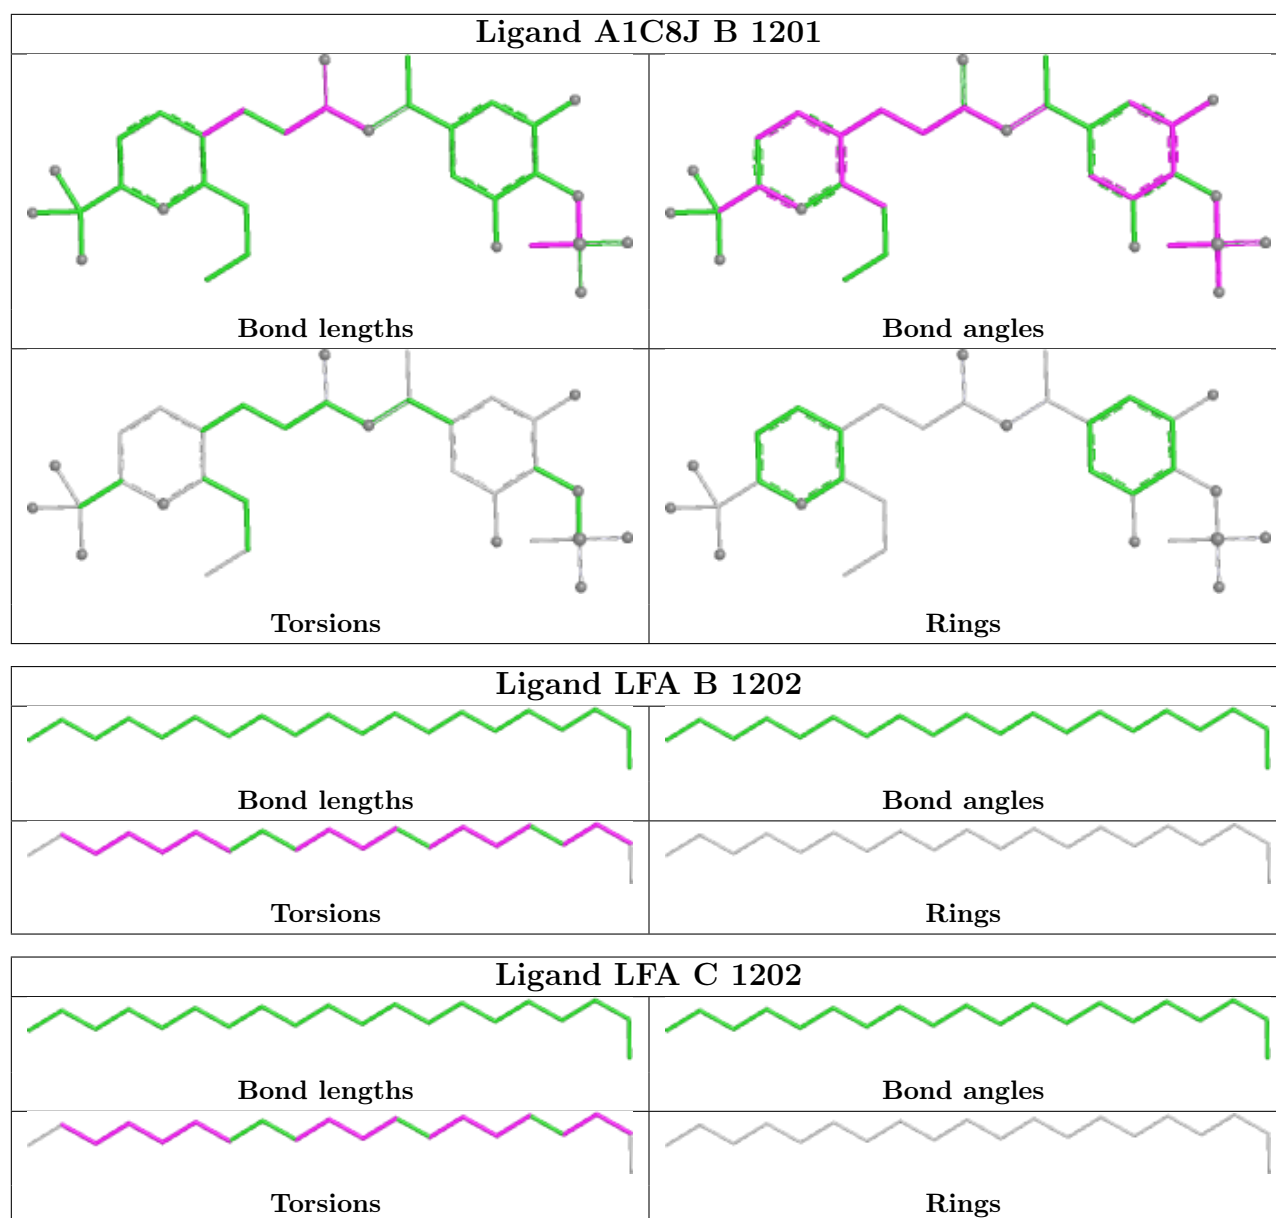 Ligand A1C8J B 1201
Bond lengths
Bond angles
Torsions
Rings
Ligand LFA B 1202
Bond lengths
Bond angles
Torsions
Rings
Ligand LFA C 1202
Bond lengths
Bond angles
Torsions
Rings